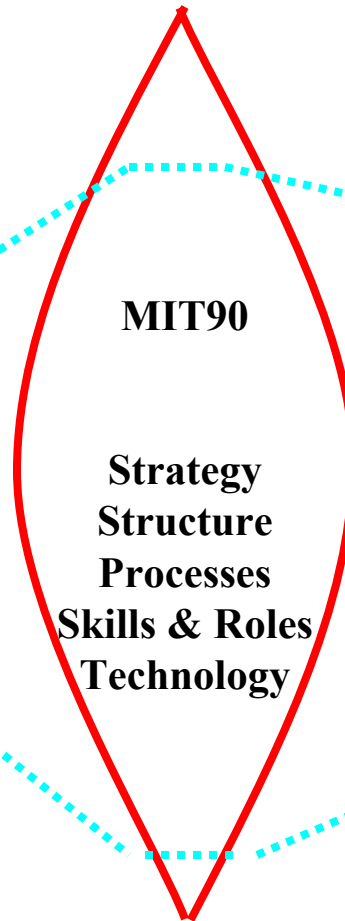 MIT90
Strategy
Structure
Processes
Skills & Roles
Technology